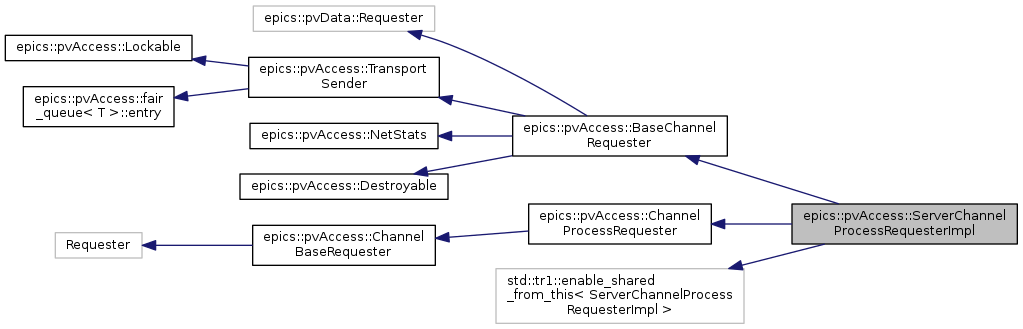 epics::pvData::Requester
epics::pvAccess::Lockable
epics::pvAccess::Transport
Sender
epics::pvAccess::fair
_queue< T >::entry
epics::pvAccess::NetStats
epics::pvAccess::BaseChannel
Requester
epics::pvAccess::Destroyable
epics::pvAccess::ServerChannel
ProcessRequesterImpl
epics::pvAccess::Channel
ProcessRequester
Requester
epics::pvAccess::Channel
BaseRequester
std::tr1::enable_shared
_from_this< ServerChannelProcess
RequesterImpl >